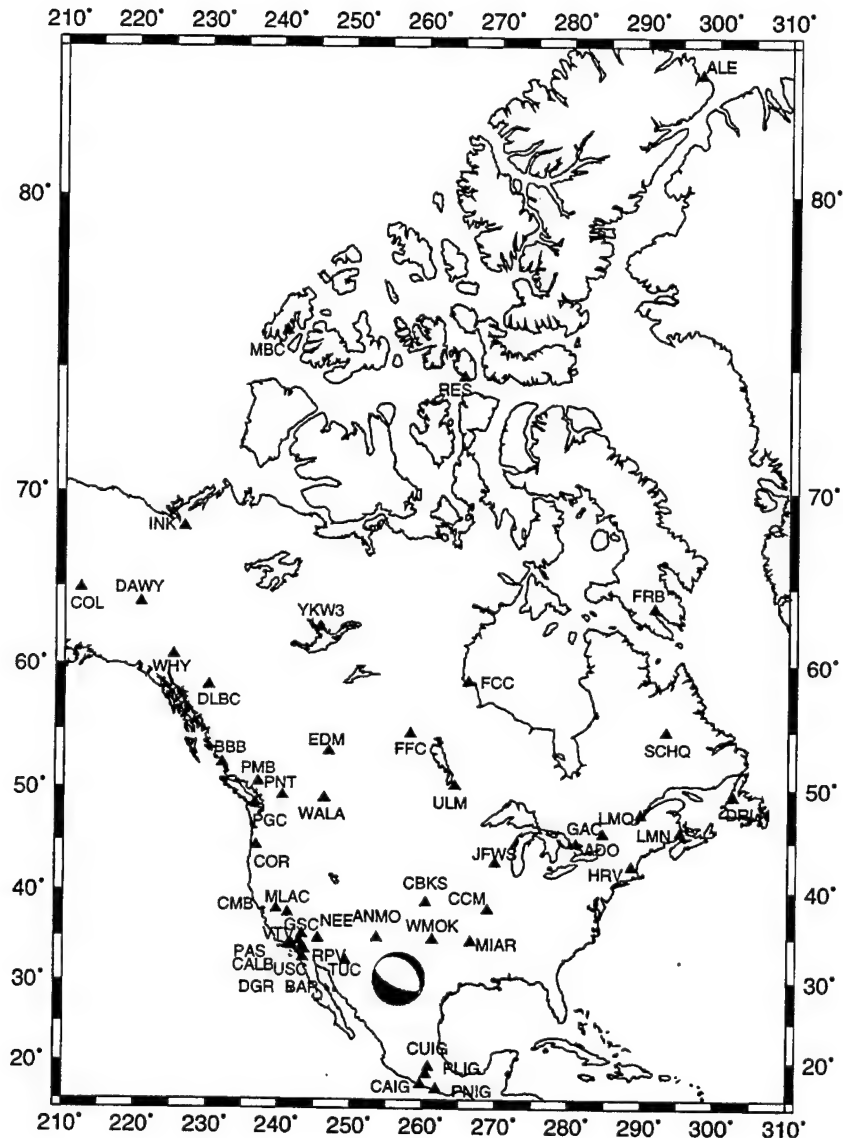 210° 220° 230° 240° 250° 260° 270° 280° 290° 300° 310°
ALE
80° 80°
MBC
RES
70° 70°
INK
COL DAWY
YKW3 FRB
60° 60°
WHY
DLBC FCC
BBB EDM FFC SCHQ
PMB
50° PNT 50°
WALA ULM
PGC LMQ DRLN
GAC LMN
COR JFWS SADO
HRV
40° CBKS 40°
CMB MLAC CCM
GSC NEE ANMO WMOK
VTV MIAR
PAS RPV
CALB USC TUC
30° DGR BAR 30°
20° CUIG 20°
PLIG
CAIG PNIG
210° 220° 230° 240° 250° 260° 270° 280° 290° 300° 310°